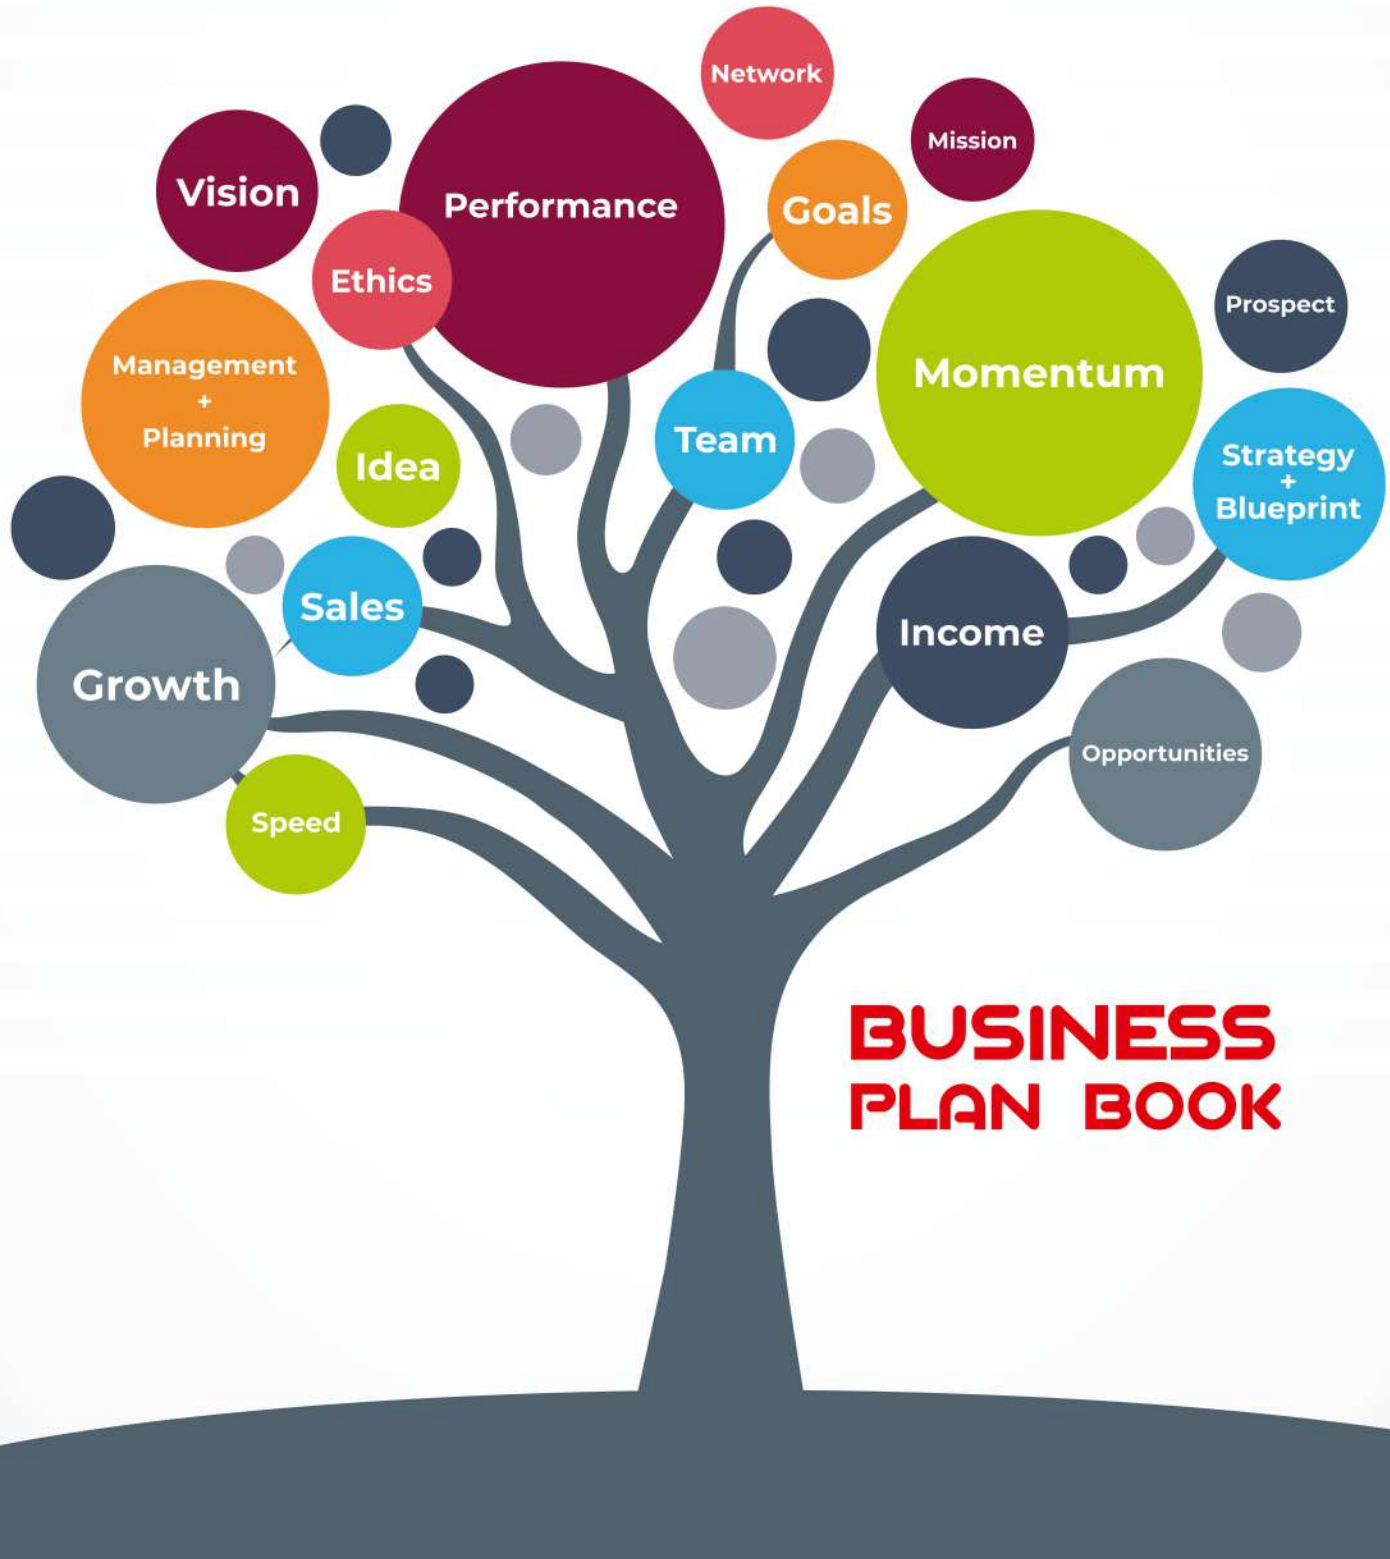 Network
Mission
Vision
Performance
Goals
Ethics
Prospect
Management
+
Planning
Momentum
Idea
Team
Strategy
+
Blueprint
Sales
Income
Growth
Opportunities
Speed
BUSINESS
PLAN BOOK